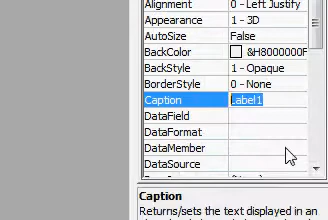 Alignment 0 - Left Justify
Appearance 1 - 3D
AutoSize False
BackColor &H8000000F
BackStyle 1 - Opaque
BorderStyle 0 - None
Caption Label1
DataField
DataFormat
DataMember
DataSource
Caption
Returns/sets the text displayed in an